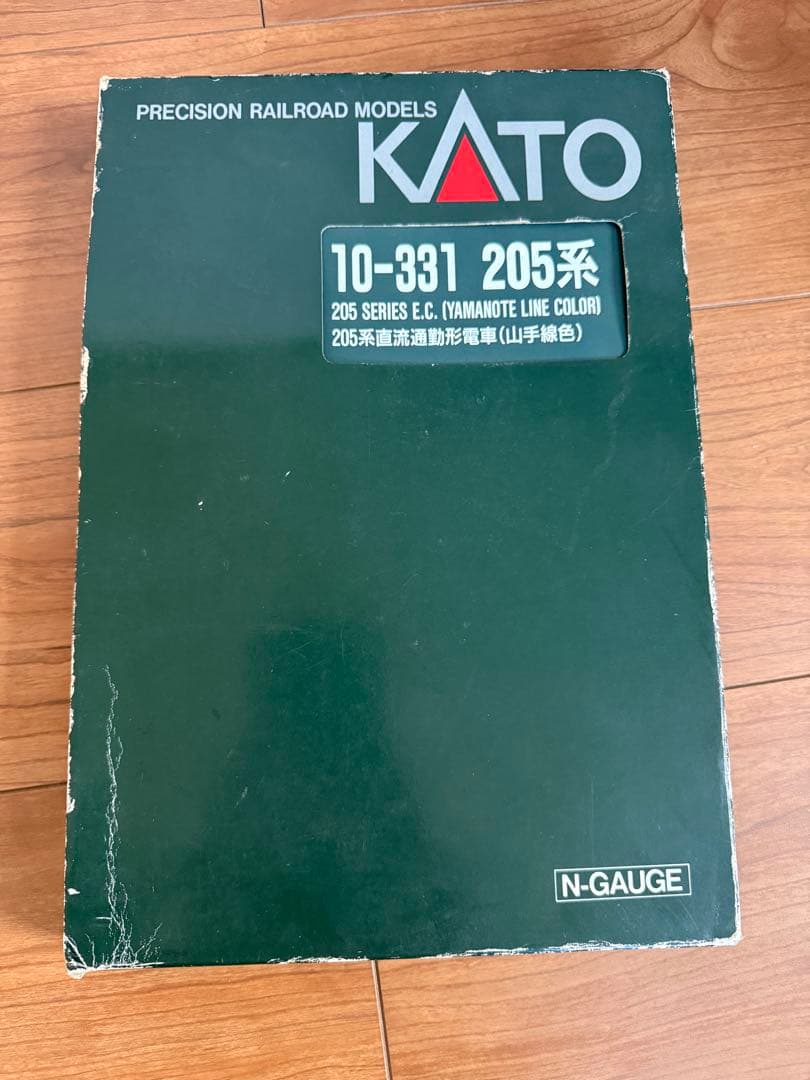 PRECISION RAILROAD MODELS
KATO
10-331 205系
205 SERIES E.C. (YAMANOTE LINE COLOR)
205系直流通勤形電車(山手線色)
N-GAUGE